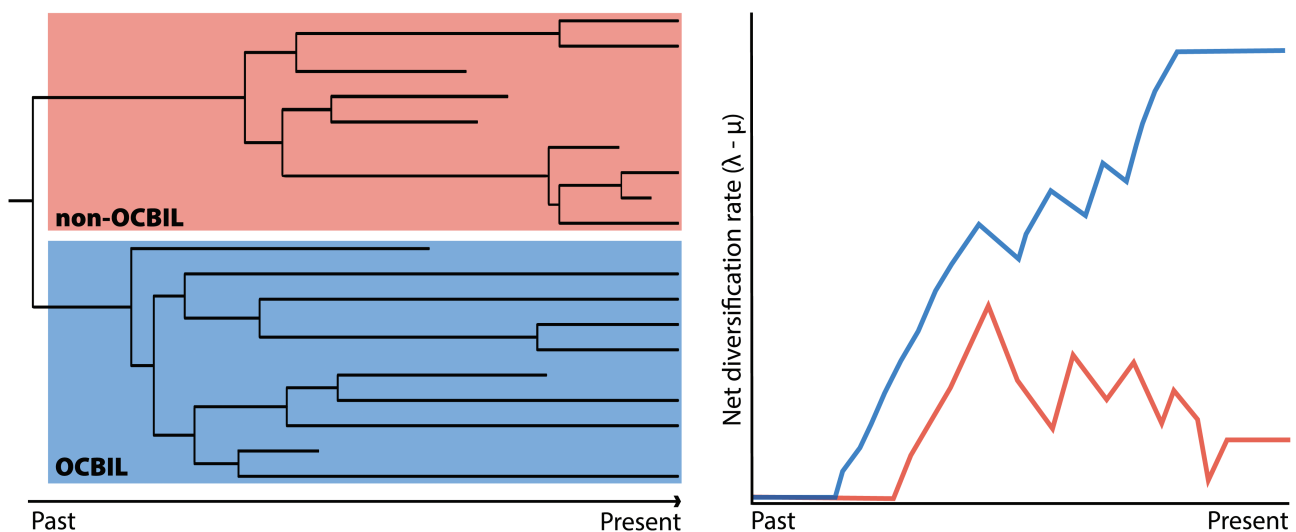 non-OCBIL
OCBIL
Past
Present
Net diversification rate (λ - μ)
Past
Present